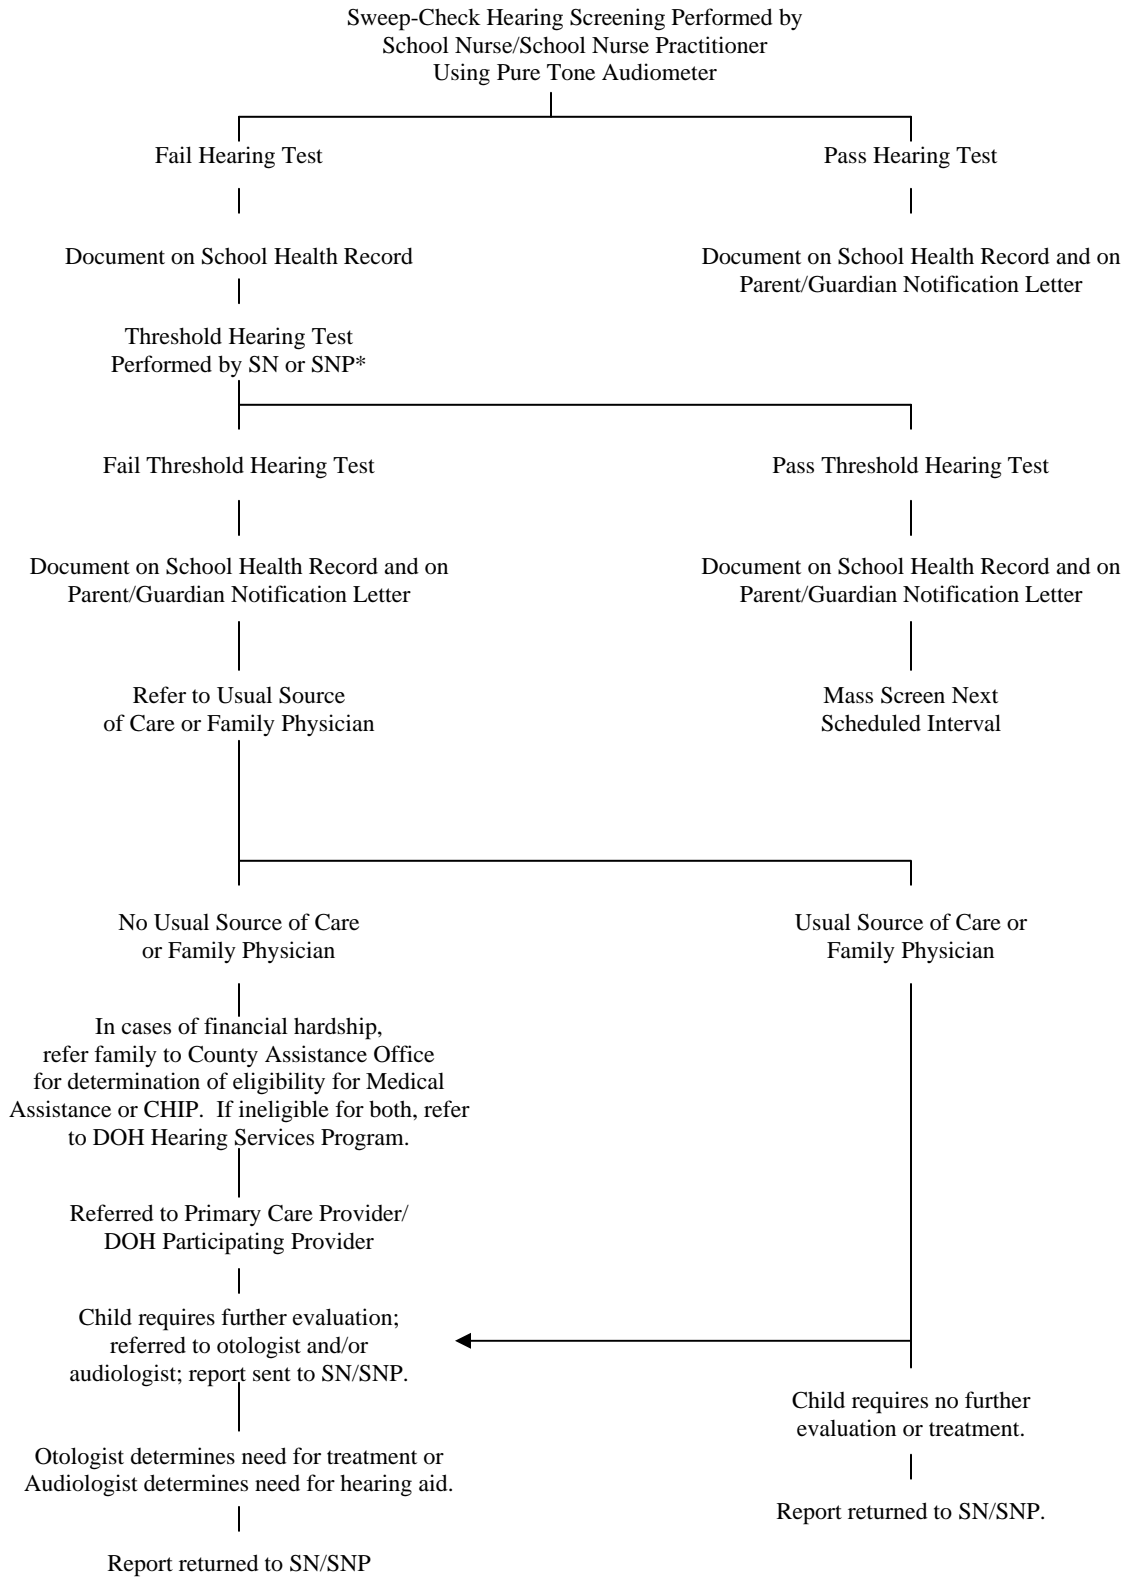 Sweep-Check Hearing Screening Performed by
School Nurse/School Nurse Practitioner
Using Pure Tone Audiometer
Fail Hearing Test
Pass Hearing Test
Document on School Health Record
Document on School Health Record and on
Parent/Guardian Notification Letter
Threshold Hearing Test
Performed by SN or SNP*
Fail Threshold Hearing Test
Pass Threshold Hearing Test
Document on School Health Record and on
Parent/Guardian Notification Letter
Document on School Health Record and on
Parent/Guardian Notification Letter
Refer to Usual Source
of Care or Family Physician
Mass Screen Next
Scheduled Interval
No Usual Source of Care
or Family Physician
Usual Source of Care or
Family Physician
In cases of financial hardship,
refer family to County Assistance Office
for determination of eligibility for Medical
Assistance or CHIP.  If ineligible for both, refer
to DOH Hearing Services Program.
Referred to Primary Care Provider/
DOH Participating Provider
Child requires further evaluation;
referred to otologist and/or
audiologist; report sent to SN/SNP.
Child requires no further
evaluation or treatment.
Otologist determines need for treatment or
Audiologist determines need for hearing aid.
Report returned to SN/SNP.
Report returned to SN/SNP